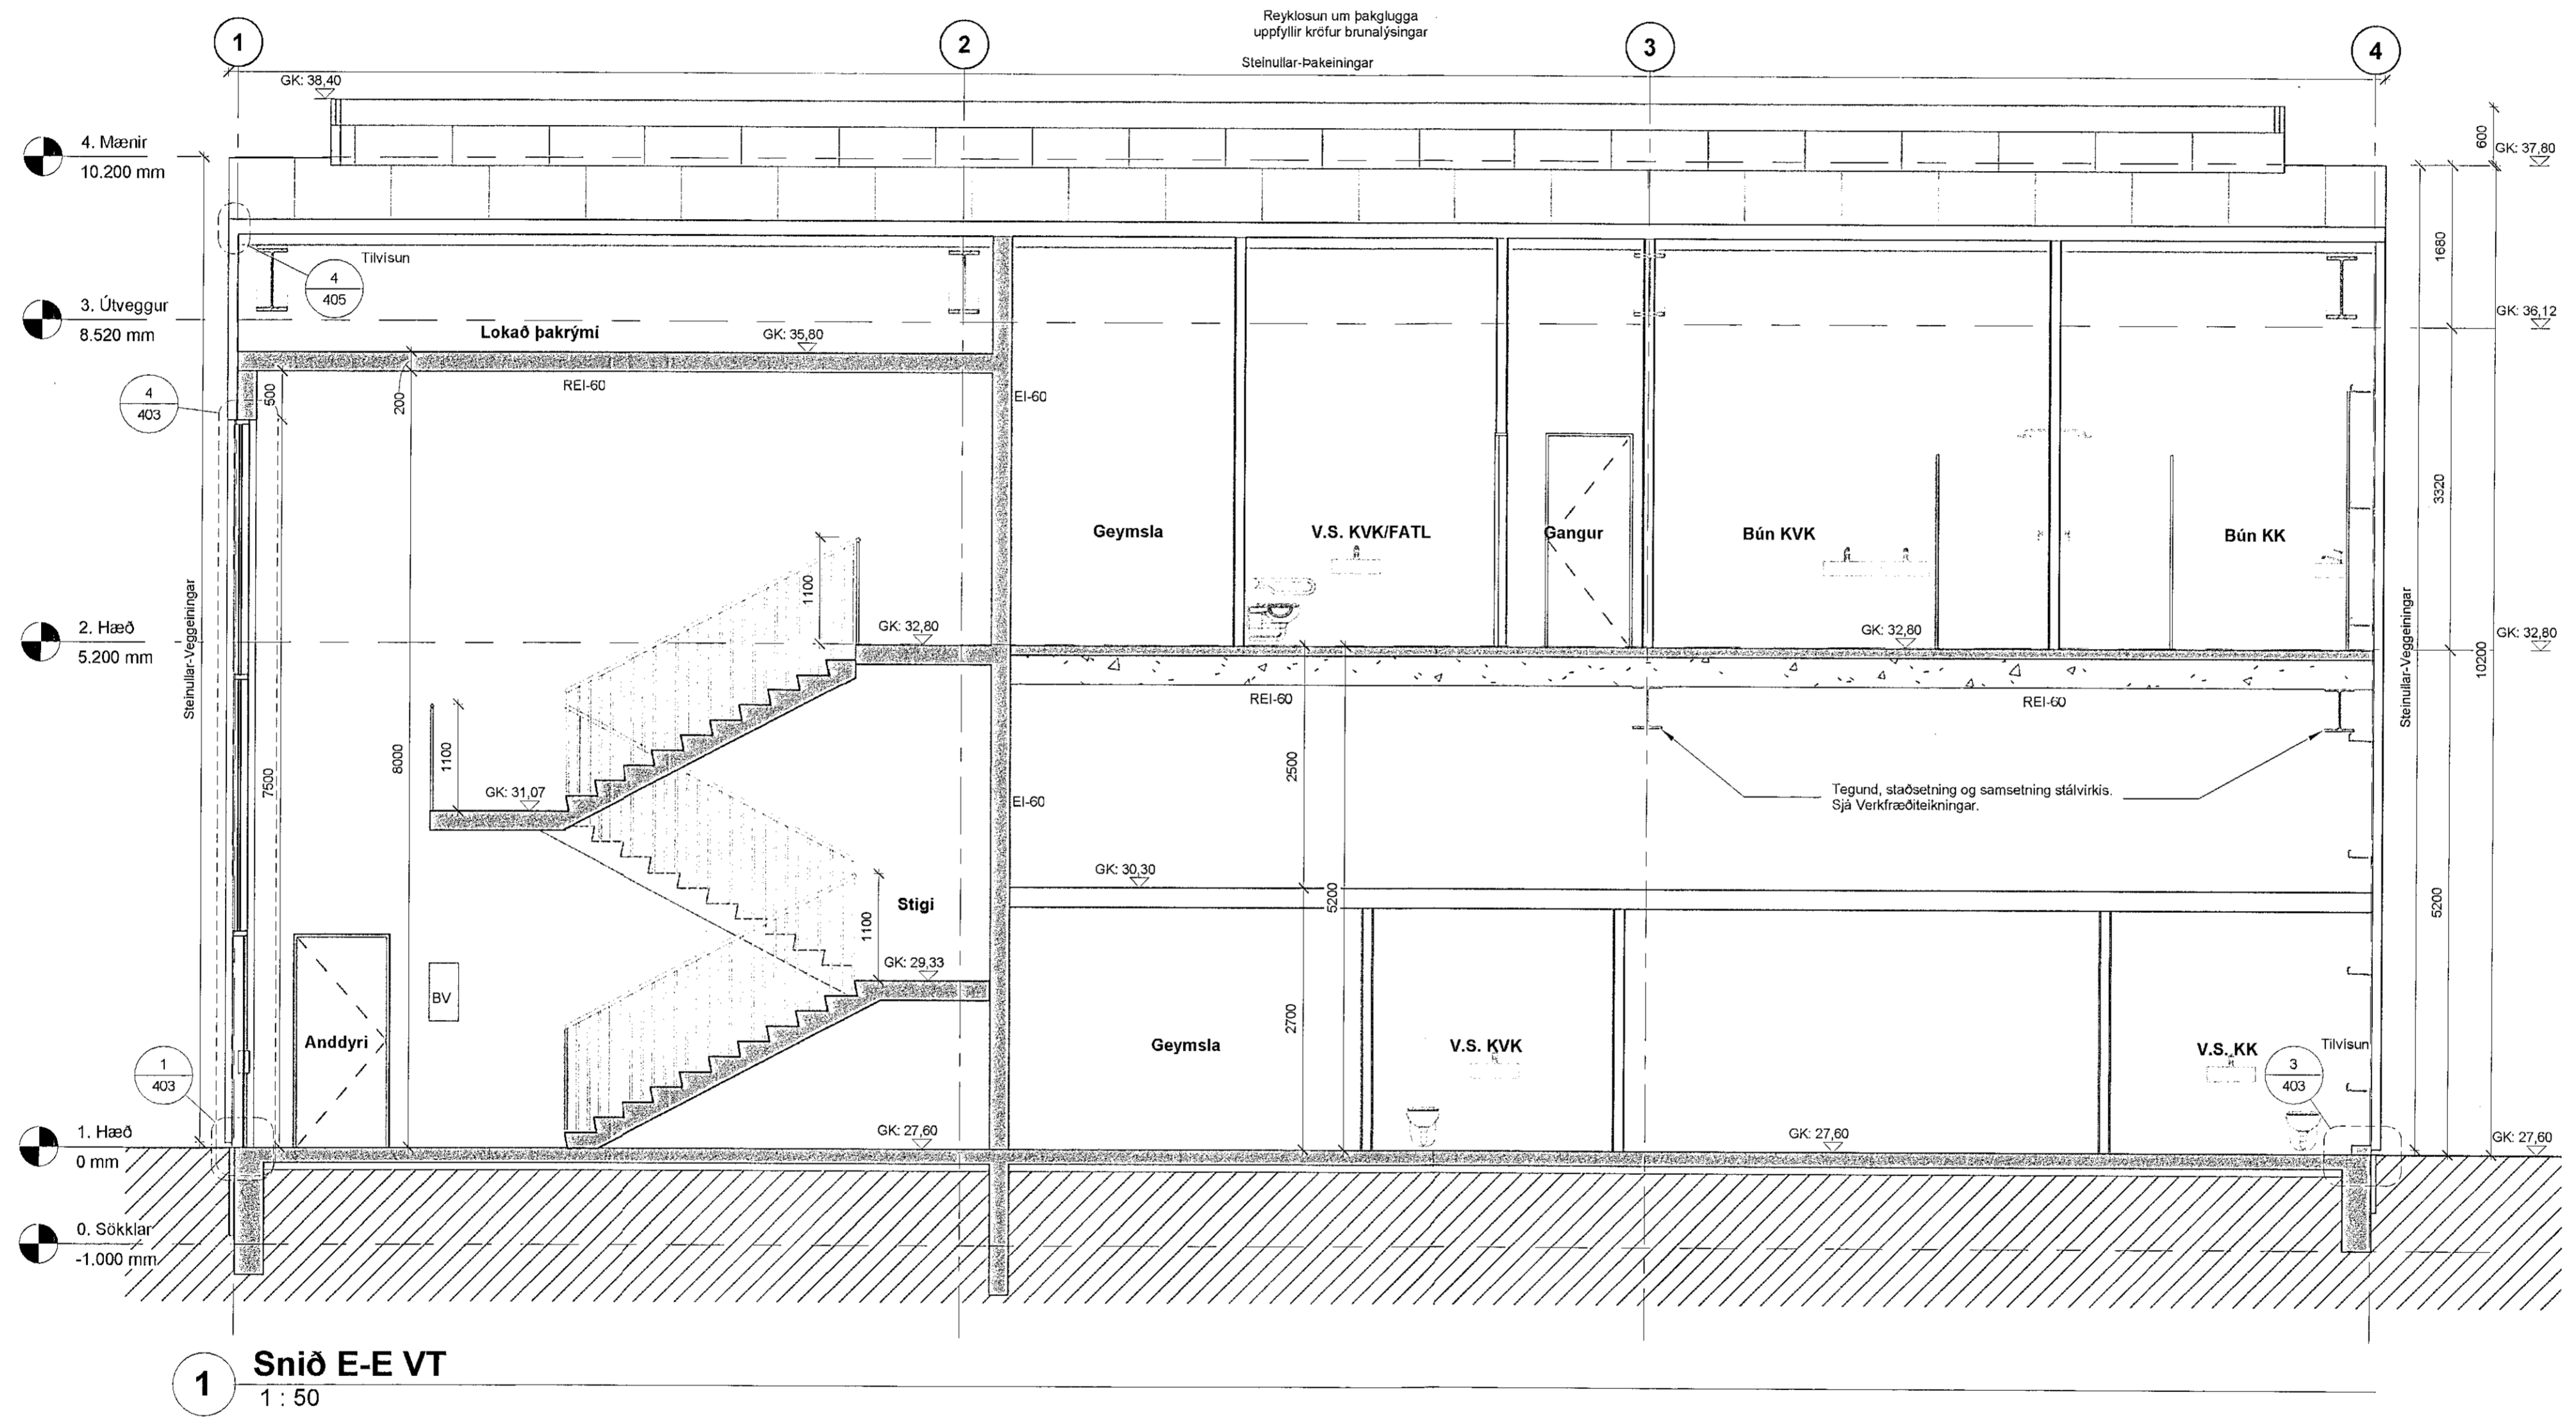 Reyklosun um þakglugga
uppfyllir kröfur brunalýsingar
1
2
3
4
Steinullar-Þakeiningar
GK: 38,40
4. Mænir
10.200 mm
600
GK: 37,80
Tilvísun
4
405
1680
3. Útveggur
8.520 mm
Lokað þakrými
GK: 35,80
GK: 36,12
REI-60
4
403
500
200
EI-60
Geymsla
V.S. KVK/FATL
Gangur
Bún KVK
Bún KK
3320
1100
Steinullar-Veggeiningar
Steinullar-Veggeiningar
2. Hæð
5.200 mm
GK: 32,80
GK: 32,80
GK: 32,80
10200
REI-60
REI-60
1100
8000
7500
2500
GK: 31,07
EI-60
Tegund, staðsetning og samsetning stálvirkis.
Sjá Verkfræðiteikningar.
GK: 30,30
5200
5200
Stigi
1100
GK: 29,33
BV
2700
Anddyri
Geymsla
V.S. KVK
V.S. KK
Tilvísun
3
403
1
403
1. Hæð
0 mm
GK: 27,60
GK: 27,60
GK: 27,60
0. Sökklar
-1.000 mm
1
Snið E-E VT
1 : 50